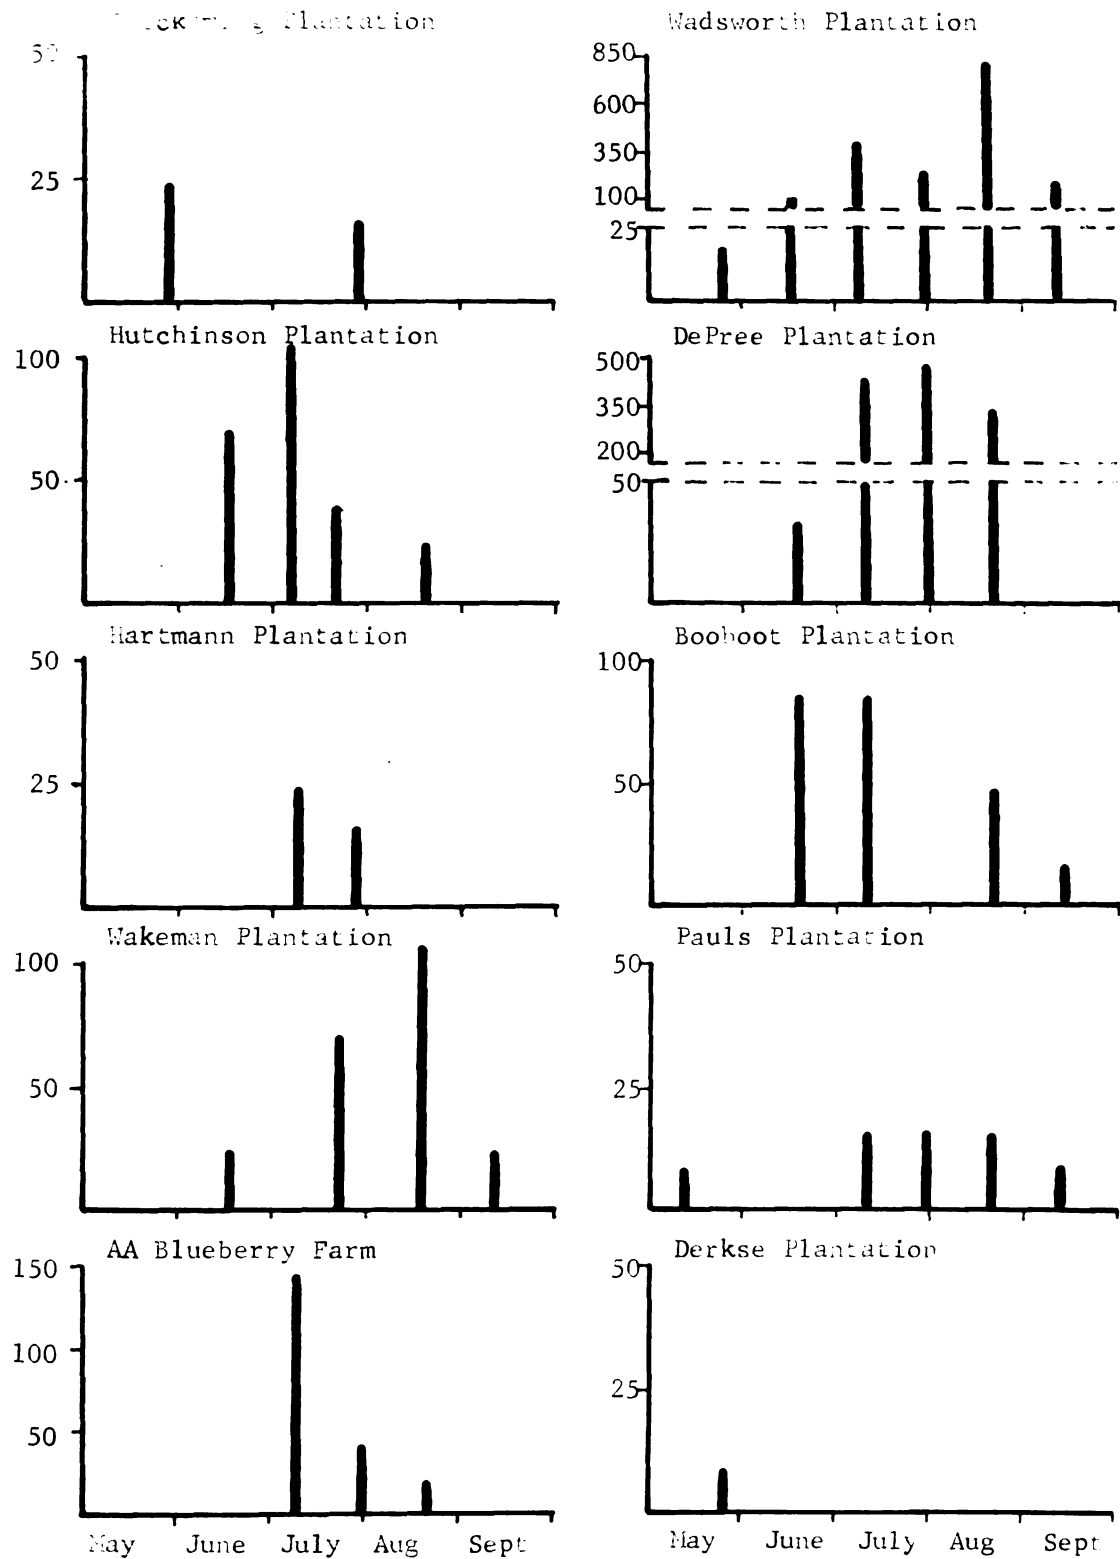 Plantation
50
25
Wadsworth Plantation
850
600
350
100
25
Hutchinson Plantation
100
50
DePree Plantation
500
350
200
50
Hartmann Plantation
50
25
Boohoot Plantation
100
50
Wakeman Plantation
100
50
Pauls Plantation
50
25
AA Blueberry Farm
150
100
50
May June July Aug Sept
Derkse Plantation
50
25
May June July Aug Sept